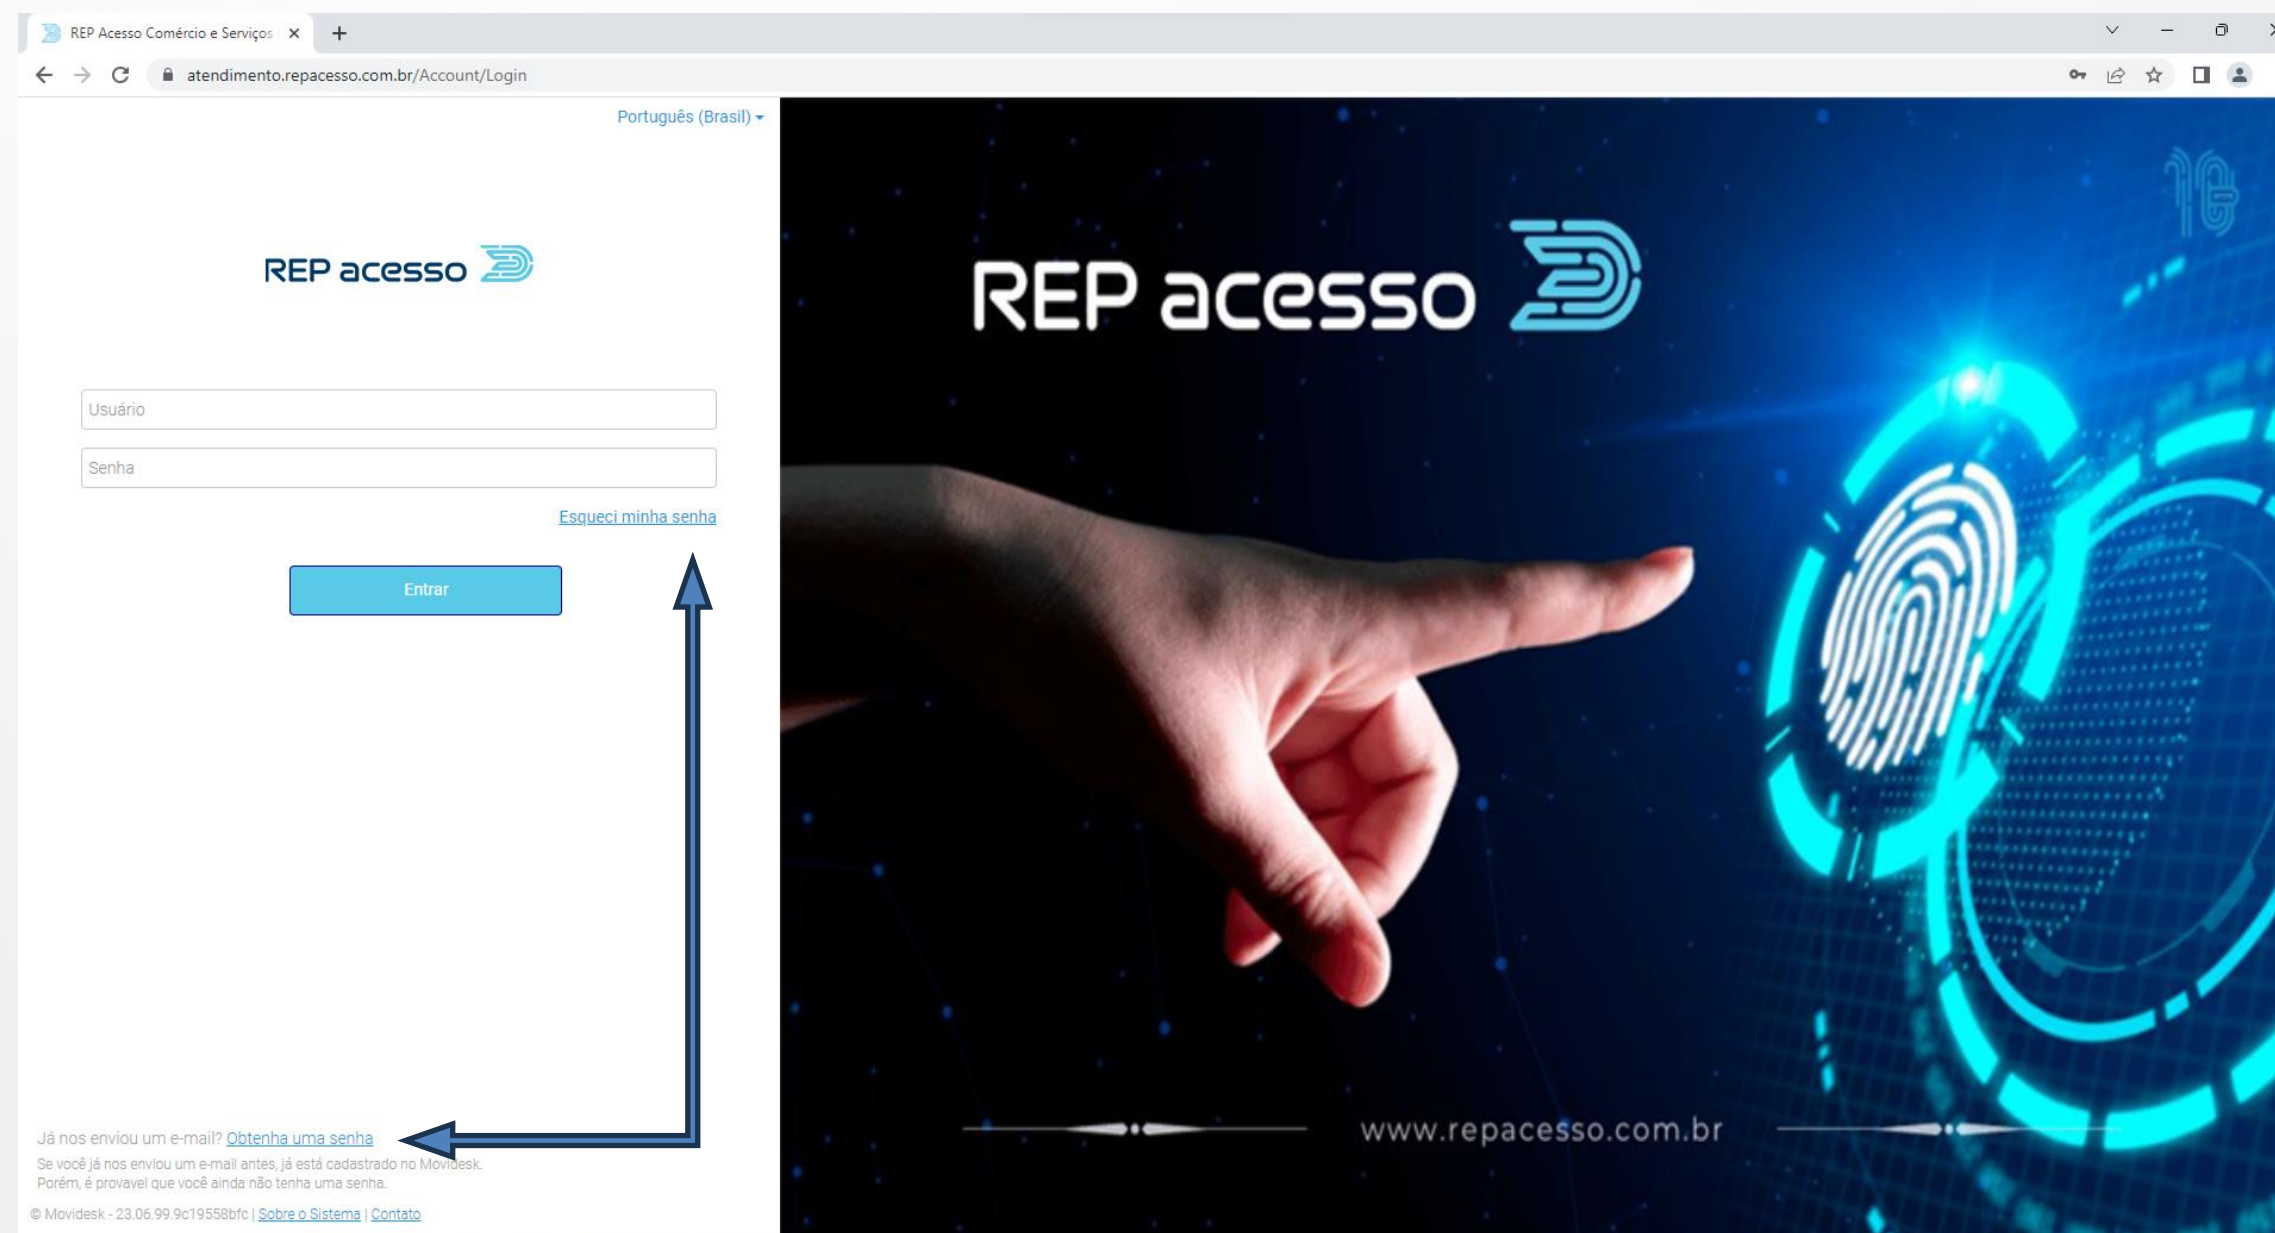 REP Acesso Comércio e Serviços
atendimento.repacesso.com.br/Account/Login
Português (Brasil)
REP acesso
Usuário
Senha
Esqueci minha senha
Entrar
Já nos enviou um e-mail? Obtenha uma senha
Se você já nos enviou um e-mail antes, já está cadastrado no Movidesk.
Porém, é provavel que você ainda não tenha uma senha.
© Movidesk - 23.06.99.9c19558bfc | Sobre o Sistema | Contato
REP acesso
www.repacesso.com.br